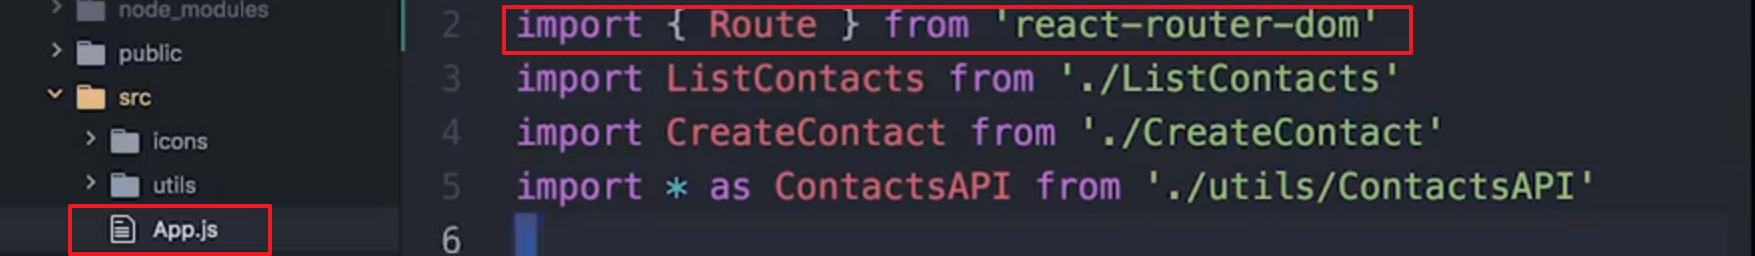 node_modules
public
src
icons
utils
App.js
2 import { Route } from 'react-router-dom'
3 import ListContacts from './ListContacts'
4 import CreateContact from './CreateContact'
5 import * as ContactsAPI from './utils/ContactsAPI'
6